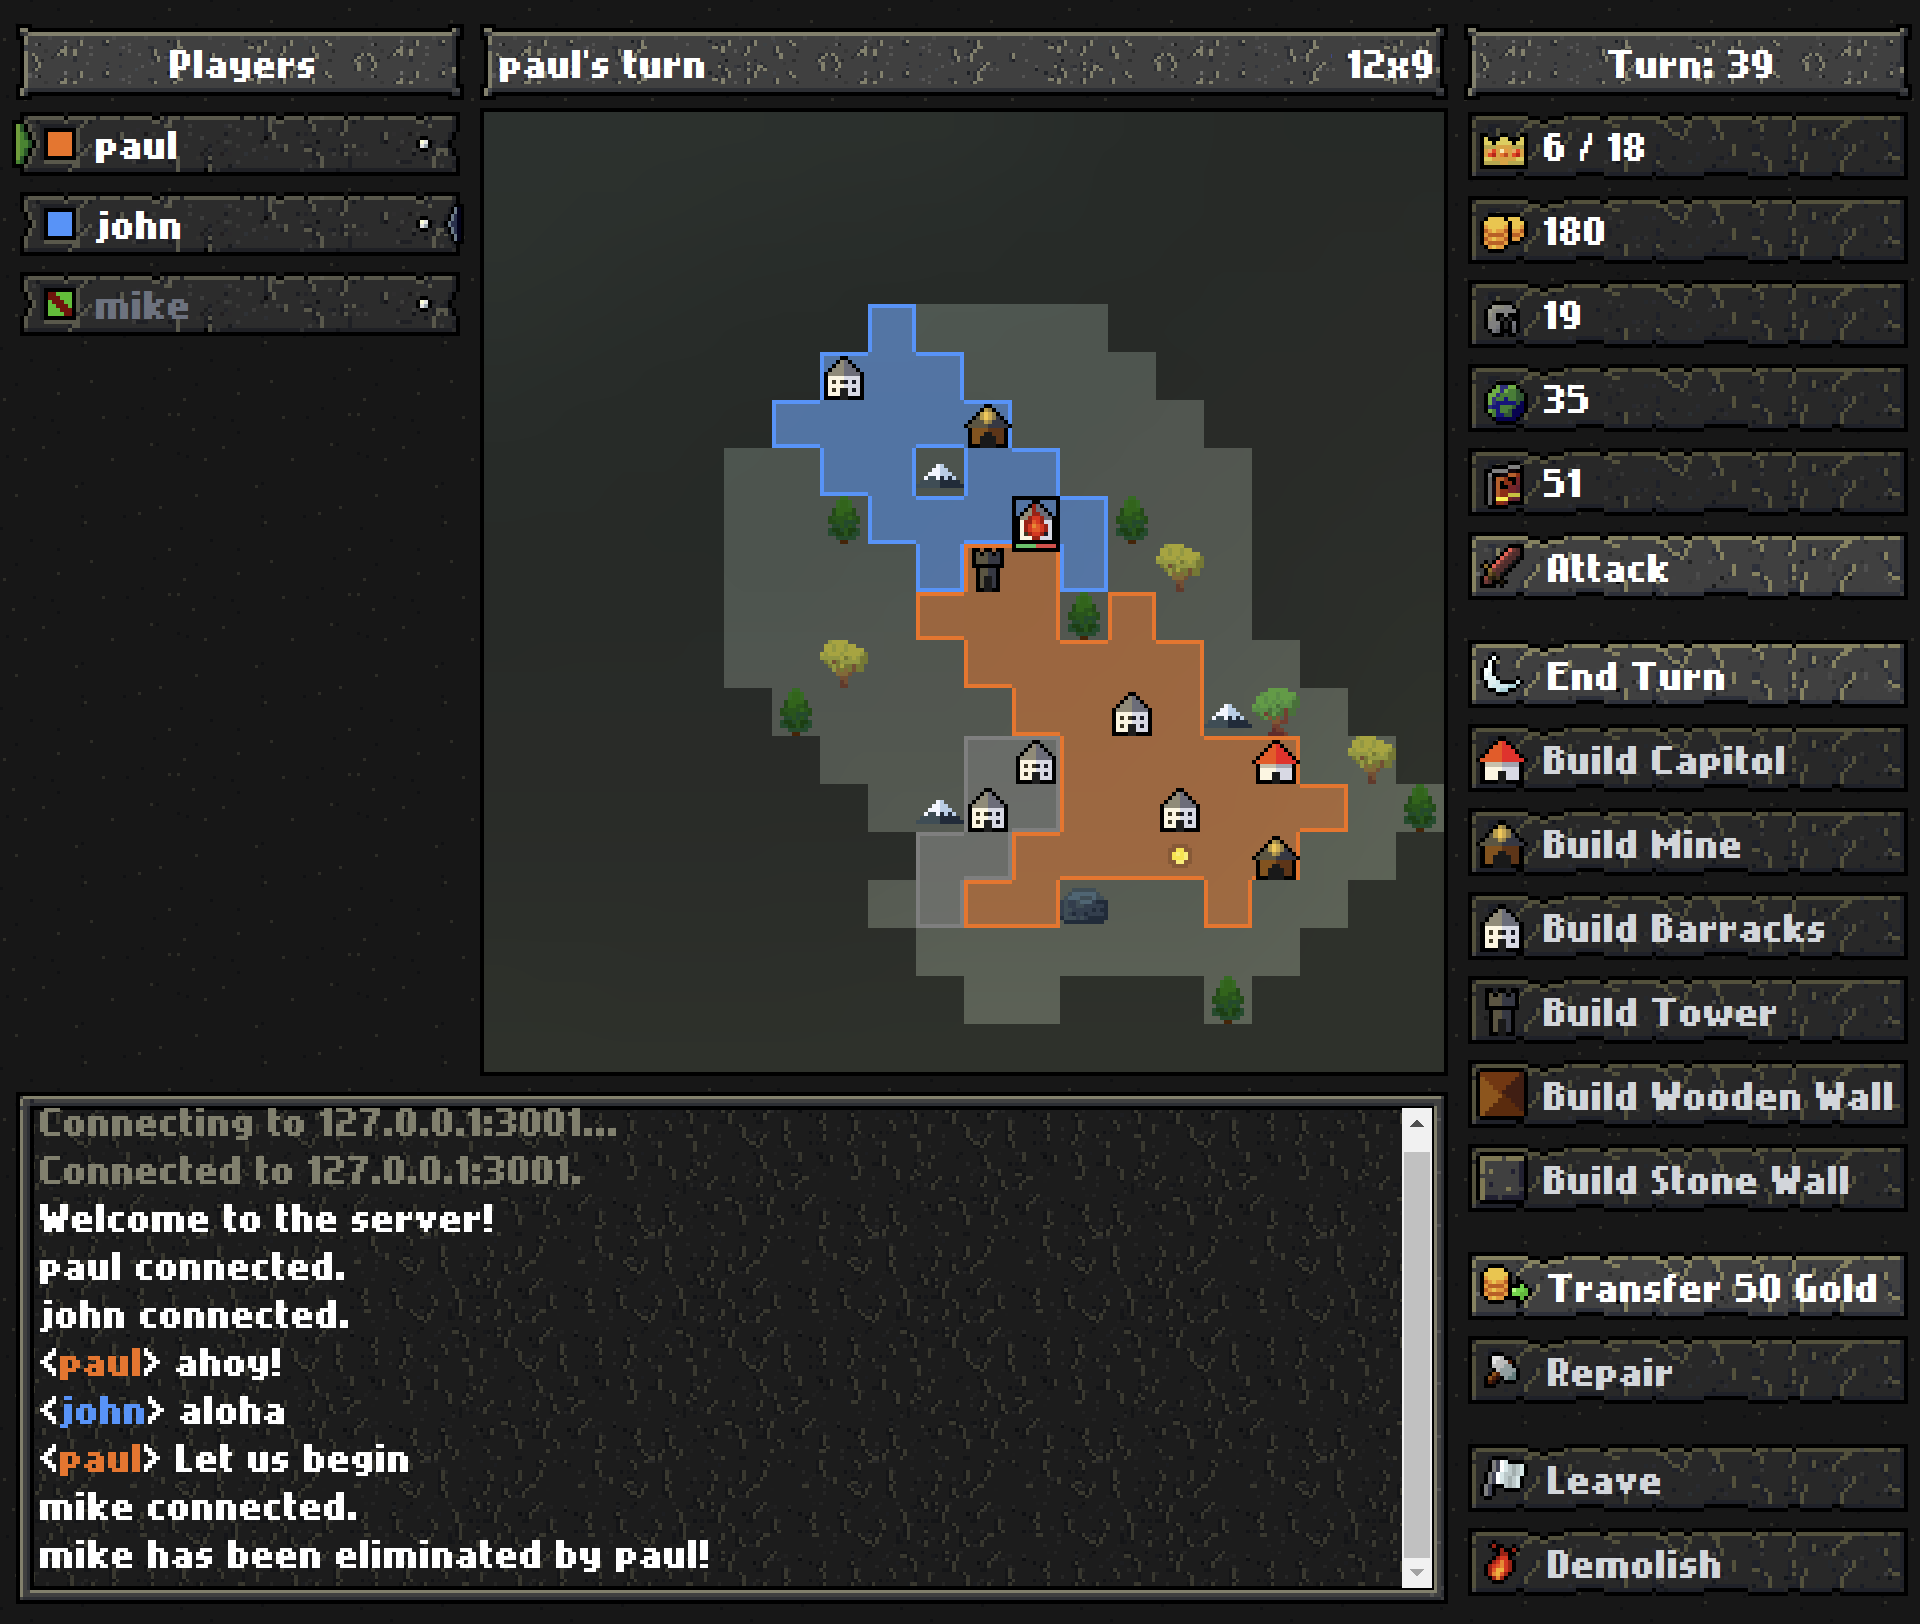 Players
paul's turn
12x9
Turn: 39
paul
john
mike
6 / 18
180
19
35
51
Attack
End Turn
Build Capitol
Build Mine
Build Barracks
Build Tower
Build Wooden Wall
Build Stone Wall
Transfer 50 Gold
Repair
Leave
Demolish
Connecting to 127.0.0.1:3001...
Connected to 127.0.0.1:3001.
Welcome to the server!
paul connected.
john connected.
<paul> ahoy!
<john> aloha
<paul> Let us begin
mike connected.
mike has been eliminated by paul!